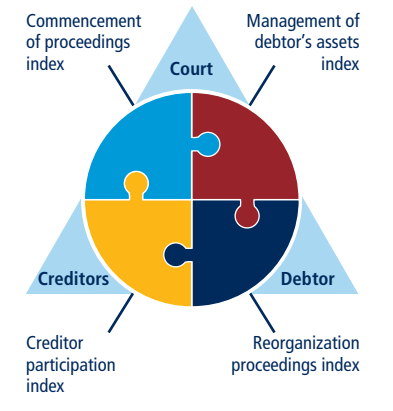 Commencement
of proceedings
index
Management of
debtor’s assets
index
Court
Creditors
Debtor
Creditor
participation
index
Reorganization
proceedings index